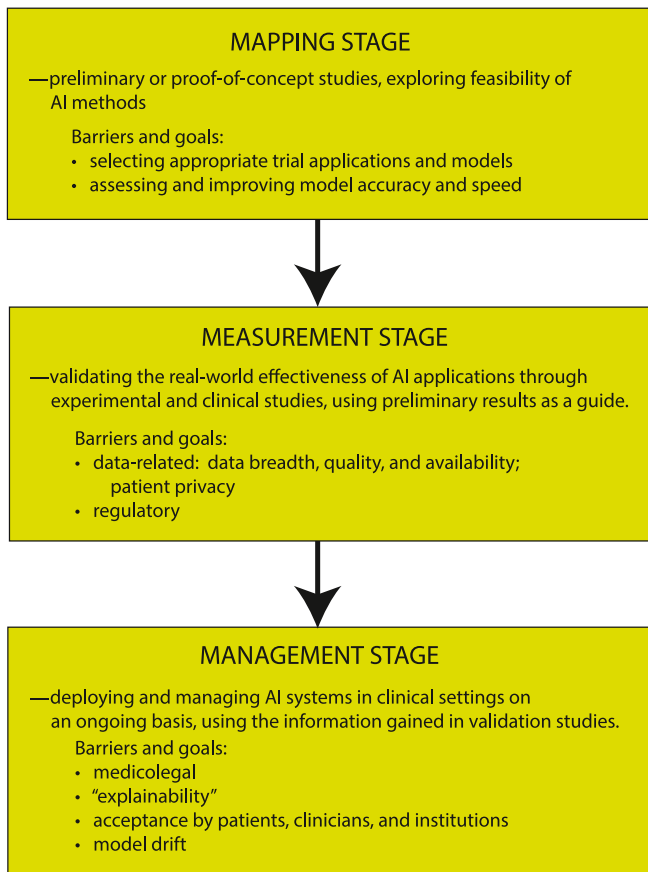 MAPPING STAGE
—preliminary or proof-of-concept studies, exploring feasibility of
AI methods
Barriers and goals:
• selecting appropriate trial applications and models
• assessing and improving model accuracy and speed
MEASUREMENT STAGE
—validating the real-world effectiveness of AI applications through
experimental and clinical studies, using preliminary results as a guide.
Barriers and goals:
• data-related: data breadth, quality, and availability;
patient privacy
• regulatory
MANAGEMENT STAGE
—deploying and managing AI systems in clinical settings on
an ongoing basis, using the information gained in validation studies.
Barriers and goals:
• medicolegal
• “explainability”
• acceptance by patients, clinicians, and institutions
• model drift